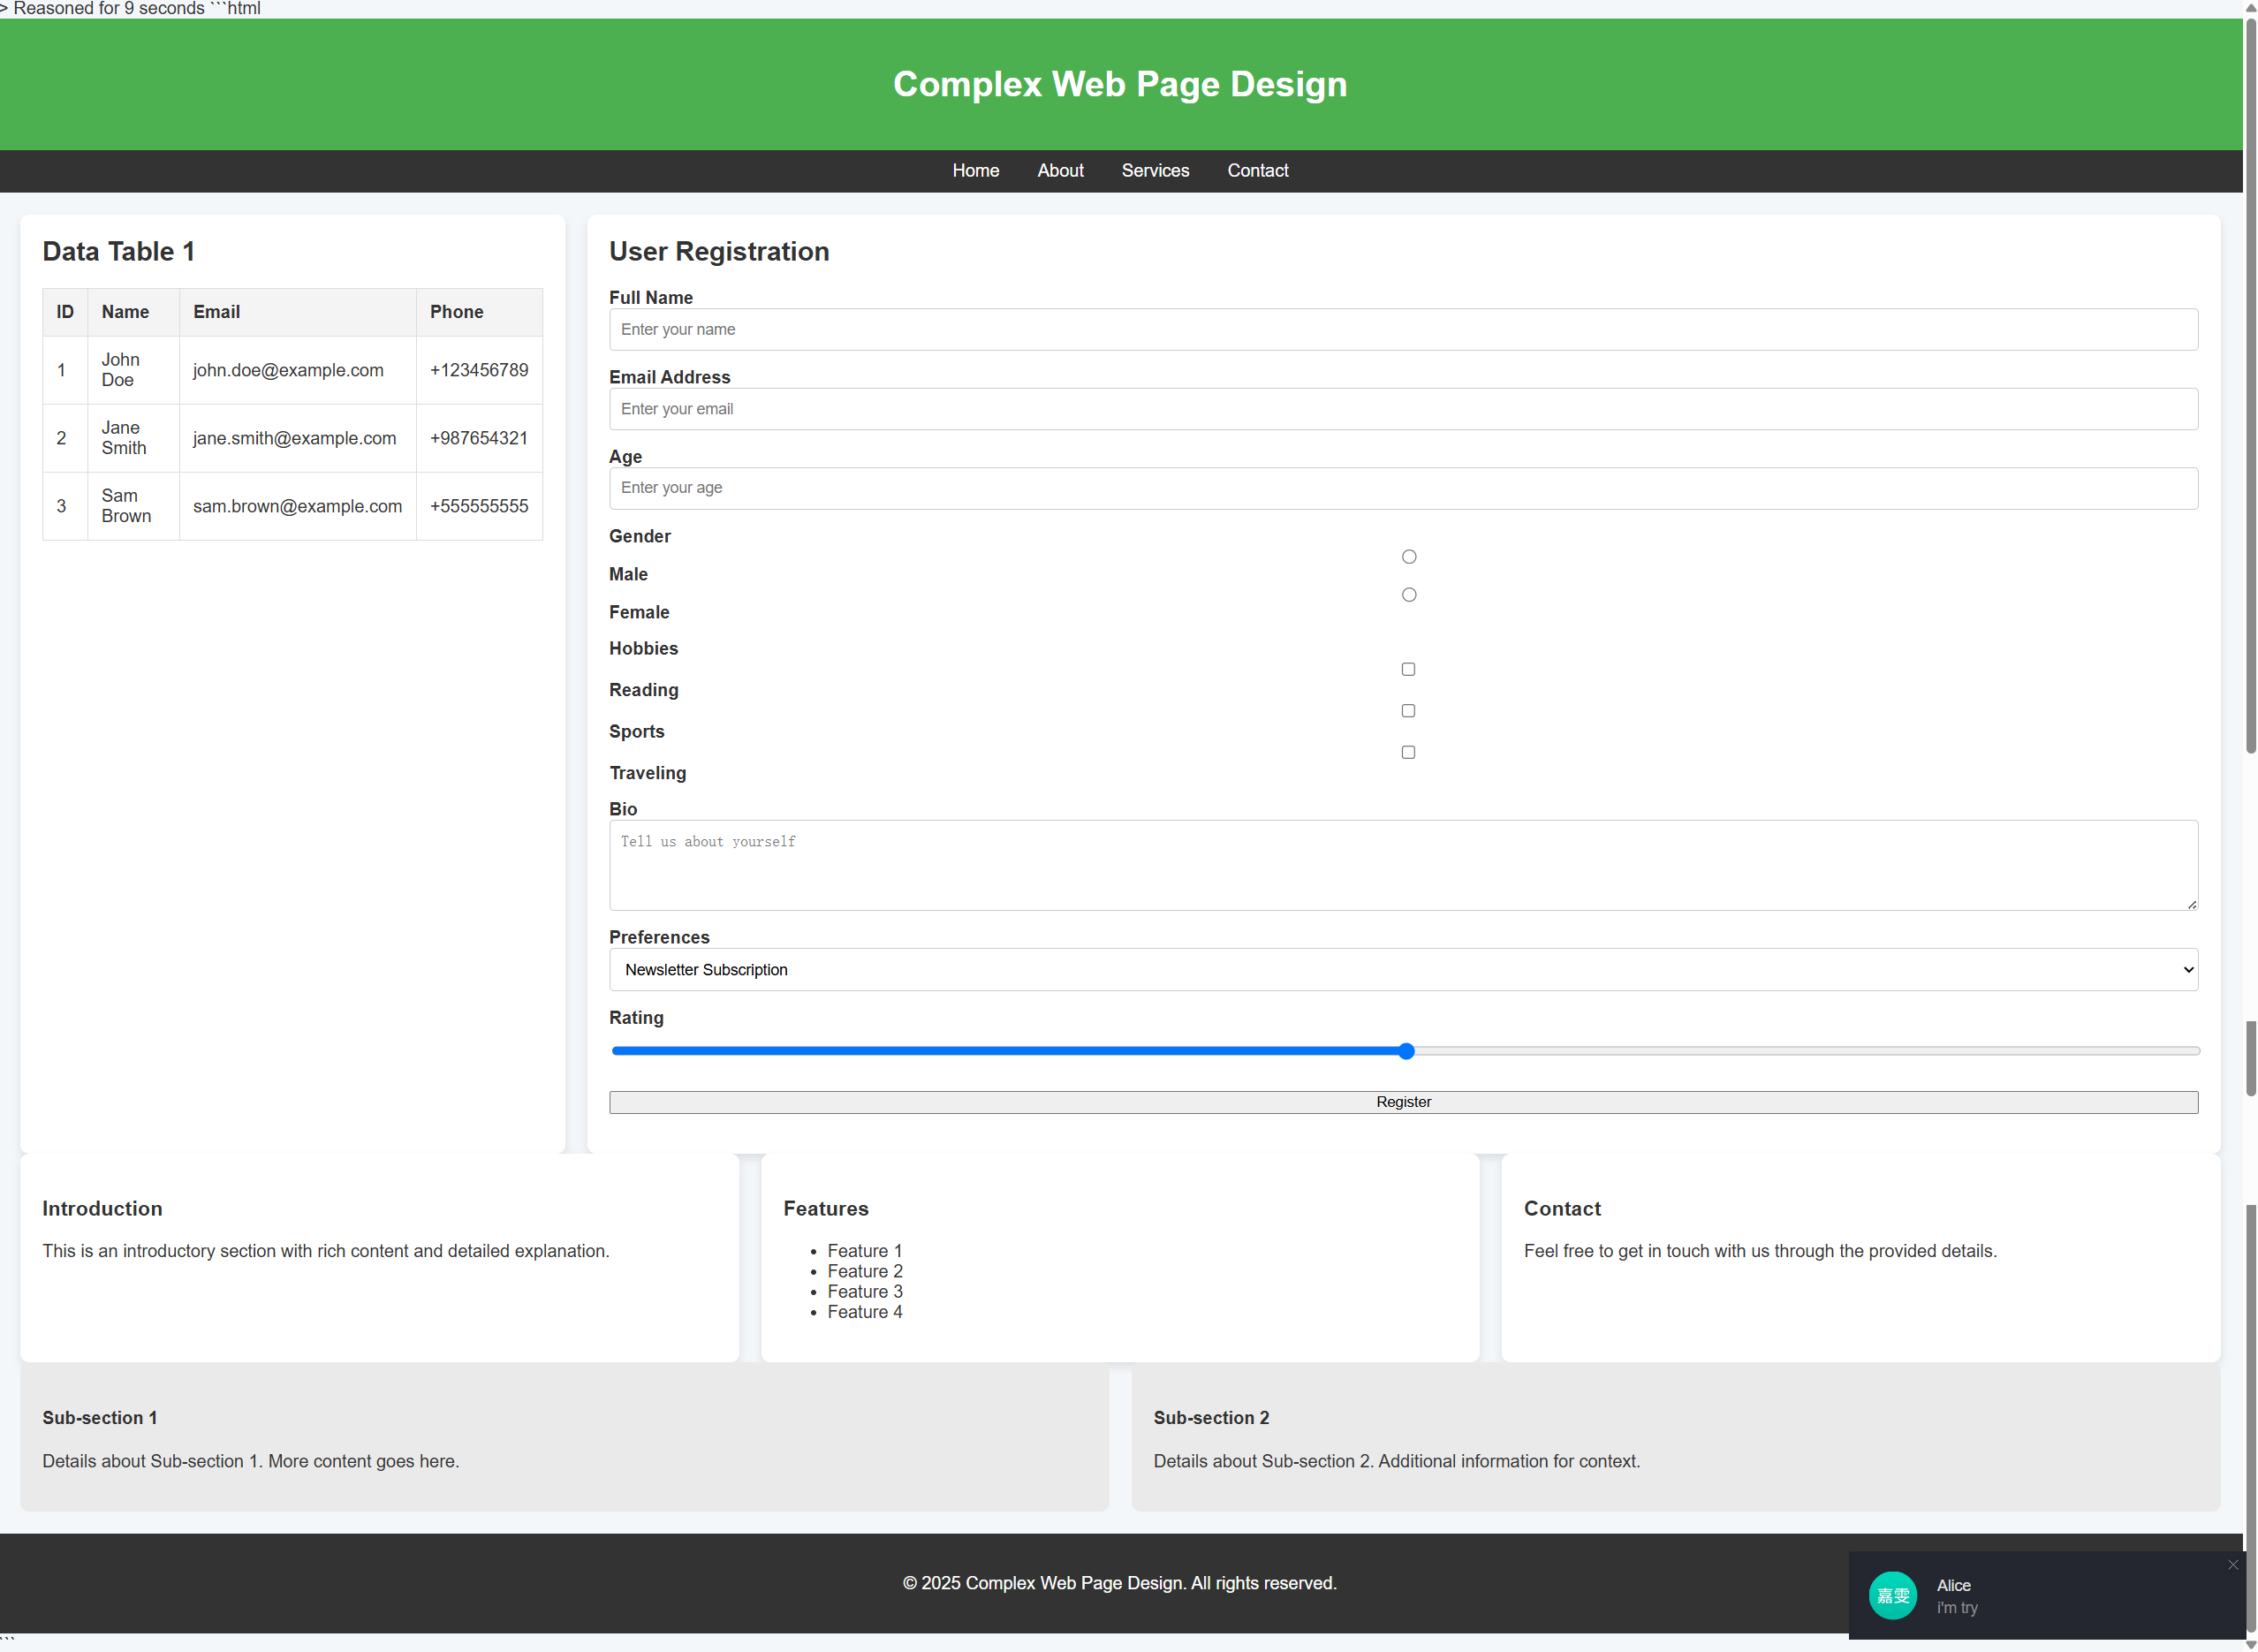 > Reasoned for 9 seconds ```html
Complex Web Page Design
Home About Services Contact
Data Table 1
ID Name Email Phone
1 John Doe john.doe@example.com +123456789
2 Jane Smith jane.smith@example.com +987654321
3 Sam Brown sam.brown@example.com +555555555
User Registration
Full Name
Enter your name
Email Address
Enter your email
Age
Enter your age
Gender
Male
Female
Hobbies
Reading
Sports
Traveling
Bio
Tell us about yourself
Preferences
Newsletter Subscription
Rating
Register
Introduction
This is an introductory section with rich content and detailed explanation.
Features
• Feature 1
• Feature 2
• Feature 3
• Feature 4
Contact
Feel free to get in touch with us through the provided details.
Sub-section 1
Details about Sub-section 1. More content goes here.
Sub-section 2
Details about Sub-section 2. Additional information for context.
© 2025 Complex Web Page Design. All rights reserved.
嘉雯
Alice
i'm try
```